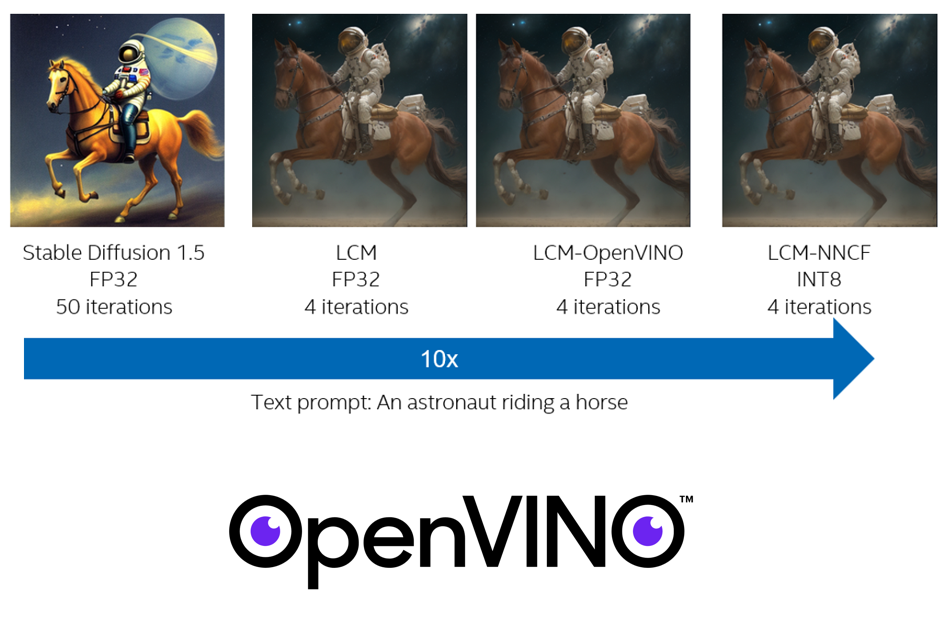 Stable Diffusion 1.5
FP32
50 iterations
LCM
FP32
4 iterations
LCM-OpenVINO
FP32
4 iterations
LCM-NNCF
INT8
4 iterations
10x
Text prompt: An astronaut riding a horse
OpenVINO™